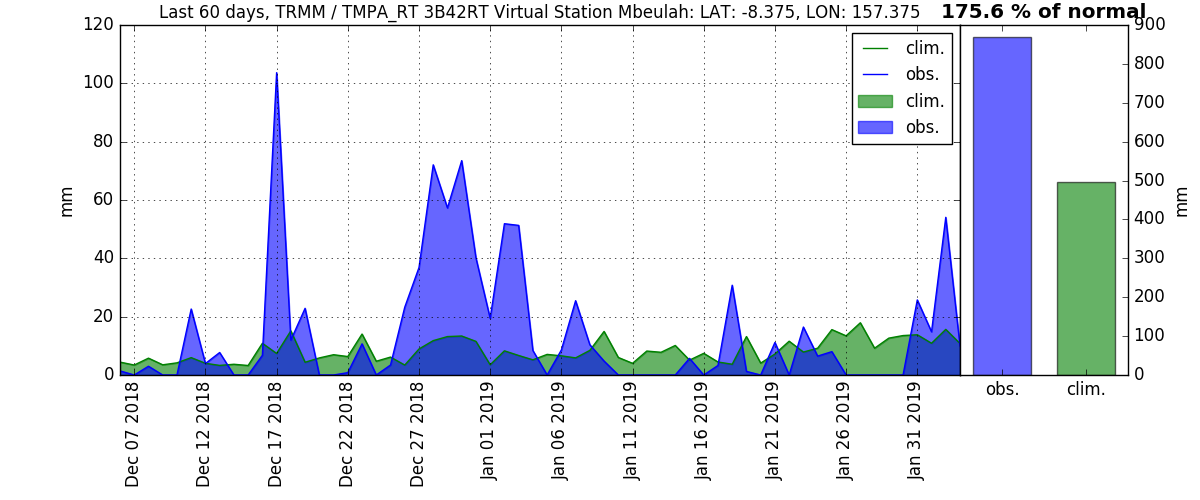 Last 60 days, TRMM / TMPA_RT 3B42RT Virtual Station Mbeulah: LAT: -8.375, LON: 157.375 175.6 % of normal
120
100
80
60
40
20
0
mm
clim.
obs.
clim.
obs.
900
800
700
600
500
400
300
200
100
0
mm
Dec 07 2018
Dec 12 2018
Dec 17 2018
Dec 22 2018
Dec 27 2018
Jan 01 2019
Jan 06 2019
Jan 11 2019
Jan 16 2019
Jan 21 2019
Jan 26 2019
Jan 31 2019
obs.
clim.